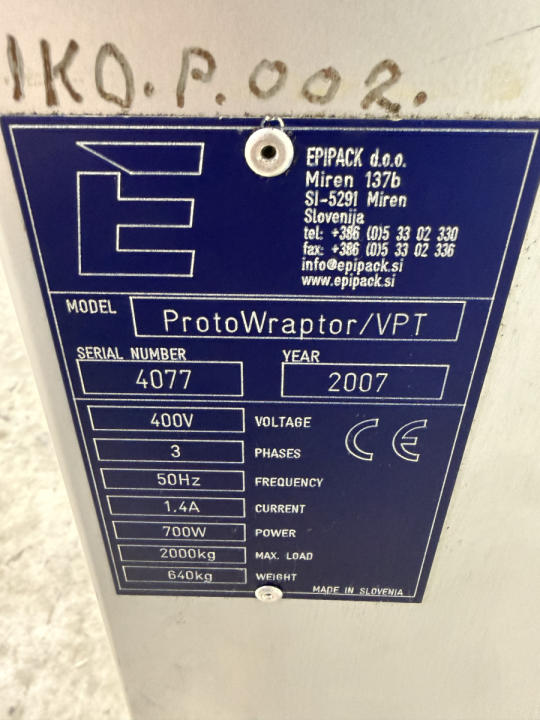 1KQ.P.002.
EPIPACK d.o.o.
Miren 137b
SI-5291 Miren
Slovenija
tel: +386 (0)5 33 02 330
fax: +386 (0)5 33 02 336
info@epipack.si
www.epipack.si
MODEL ProtoWraptor/VPT
SERIAL NUMBER YEAR
4077 2007
400V VOLTAGE CE
3 PHASES
50Hz FREQUENCY
1.4A CURRENT
700W POWER
2000kg MAX. LOAD
640kg WEIGHT
MADE IN SLOVENIA